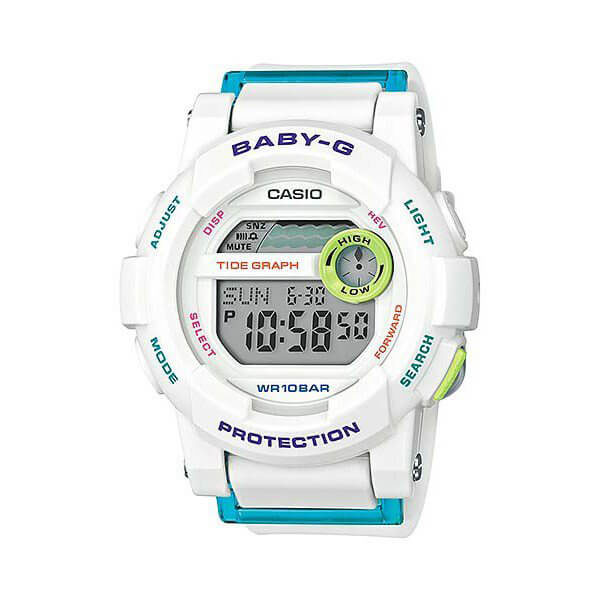 BABY-G
CASIO
ADJUST
DISP
REV
LIGHT
SNZ
MUTE
HIGH
LOW
TIDE GRAPH
SUN 6-30
P 10:58 50
SELECT
FORWARD
MODE
SEARCH
WR10BAR
PROTECTION